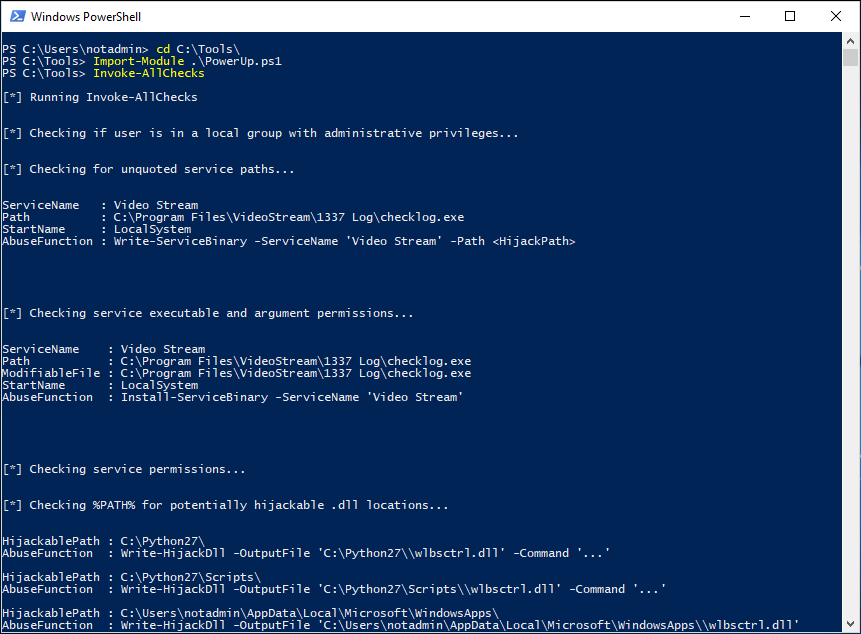 Windows PowerShell
PS C:\Users\notadmin> cd C:\Tools\
PS C:\Tools> Import-Module .\PowerUp.ps1
PS C:\Tools> Invoke-AllChecks
[*] Running Invoke-AllChecks
[*] Checking if user is in a local group with administrative privileges...
[*] Checking for unquoted service paths...
ServiceName   : Video Stream
Path          : C:\Program Files\VideoStream\1337 Log\checklog.exe
StartName     : LocalSystem
AbuseFunction : Write-ServiceBinary -ServiceName 'Video Stream' -Path <HijackPath>
[*] Checking service executable and argument permissions...
ServiceName    : Video Stream
Path           : C:\Program Files\VideoStream\1337 Log\checklog.exe
ModifiableFile : C:\Program Files\VideoStream\1337 Log\checklog.exe
StartName      : LocalSystem
AbuseFunction  : Install-ServiceBinary -ServiceName 'Video Stream'
[*] Checking service permissions...
[*] Checking %PATH% for potentially hijackable .dll locations...
HijackablePath : C:\Python27\
AbuseFunction  : Write-HijackDll -OutputFile 'C:\Python27\\wlbsctrl.dll' -Command '...'
HijackablePath : C:\Python27\Scripts\
AbuseFunction  : Write-HijackDll -OutputFile 'C:\Python27\Scripts\\wlbsctrl.dll' -Command '...'
HijackablePath : C:\Users\notadmin\AppData\Local\Microsoft\WindowsApps\
AbuseFunction  : Write-HijackDll -OutputFile 'C:\Users\notadmin\AppData\Local\Microsoft\WindowsApps\\wlbsctrl.dll'